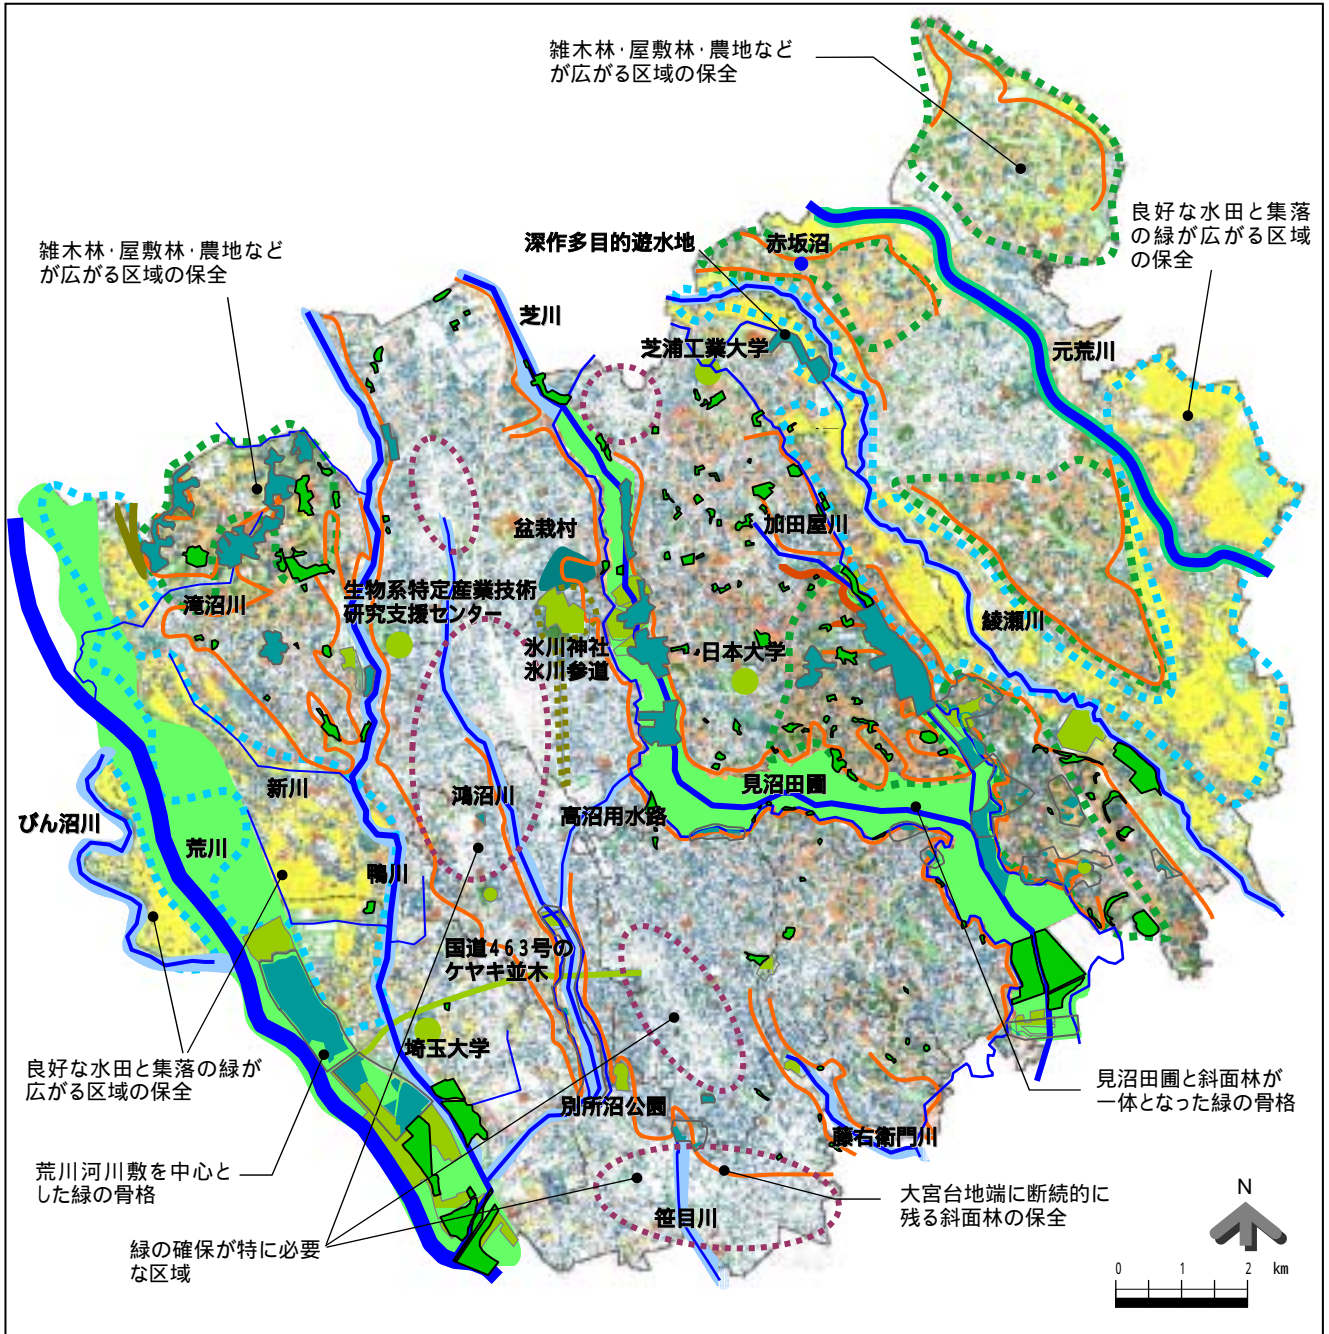 雑木林・屋敷林・農地など
が広がる区域の保全
良好な水田と集落
の緑が広がる区域
の保全
雑木林・屋敷林・農地など
が広がる区域の保全
深作多目的遊水地
赤坂沼
芝川
芝浦工業大学
元荒川
盆栽村
加田屋川
生物系特定産業技術
研究支援センター
滝沼川
綾瀬川
氷川神社
氷川参道
日本大学
新川
鴻沼川
見沼田圃
高沼用水路
びん沼川
荒川
鴨川
国道463号の
ケヤキ並木
埼玉大学
良好な水田と集落の緑が
広がる区域の保全
別所沼公園
見沼田圃と斜面林が
一体となった緑の骨格
藤右衛門川
荒川河川敷を中心と
した緑の骨格
大宮台地端に断続的に
残る斜面林の保全
笹目川
緑の確保が特に必要
な区域
N
0 1 2 km